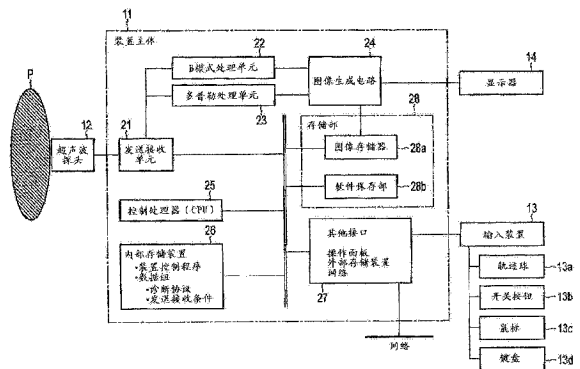 11
装置主体
22
B模式处理单元
24
图像生成电路
14
显示器
P
12
超声波
探头
21
发送接收
单元
多普勒处理单元
23
28
存储部
图像存储器
28a
软件保存部
28b
25
控制处理器（CPU）
26
内部存储装置
•装置控制程序
•数据组
•诊断协议
•发送接收条件
其他接口
操作面板
外部存储装置
网络
27
网络
13
输入装置
轨迹球
13a
开关按钮
13b
鼠标
13c
键盘
13d